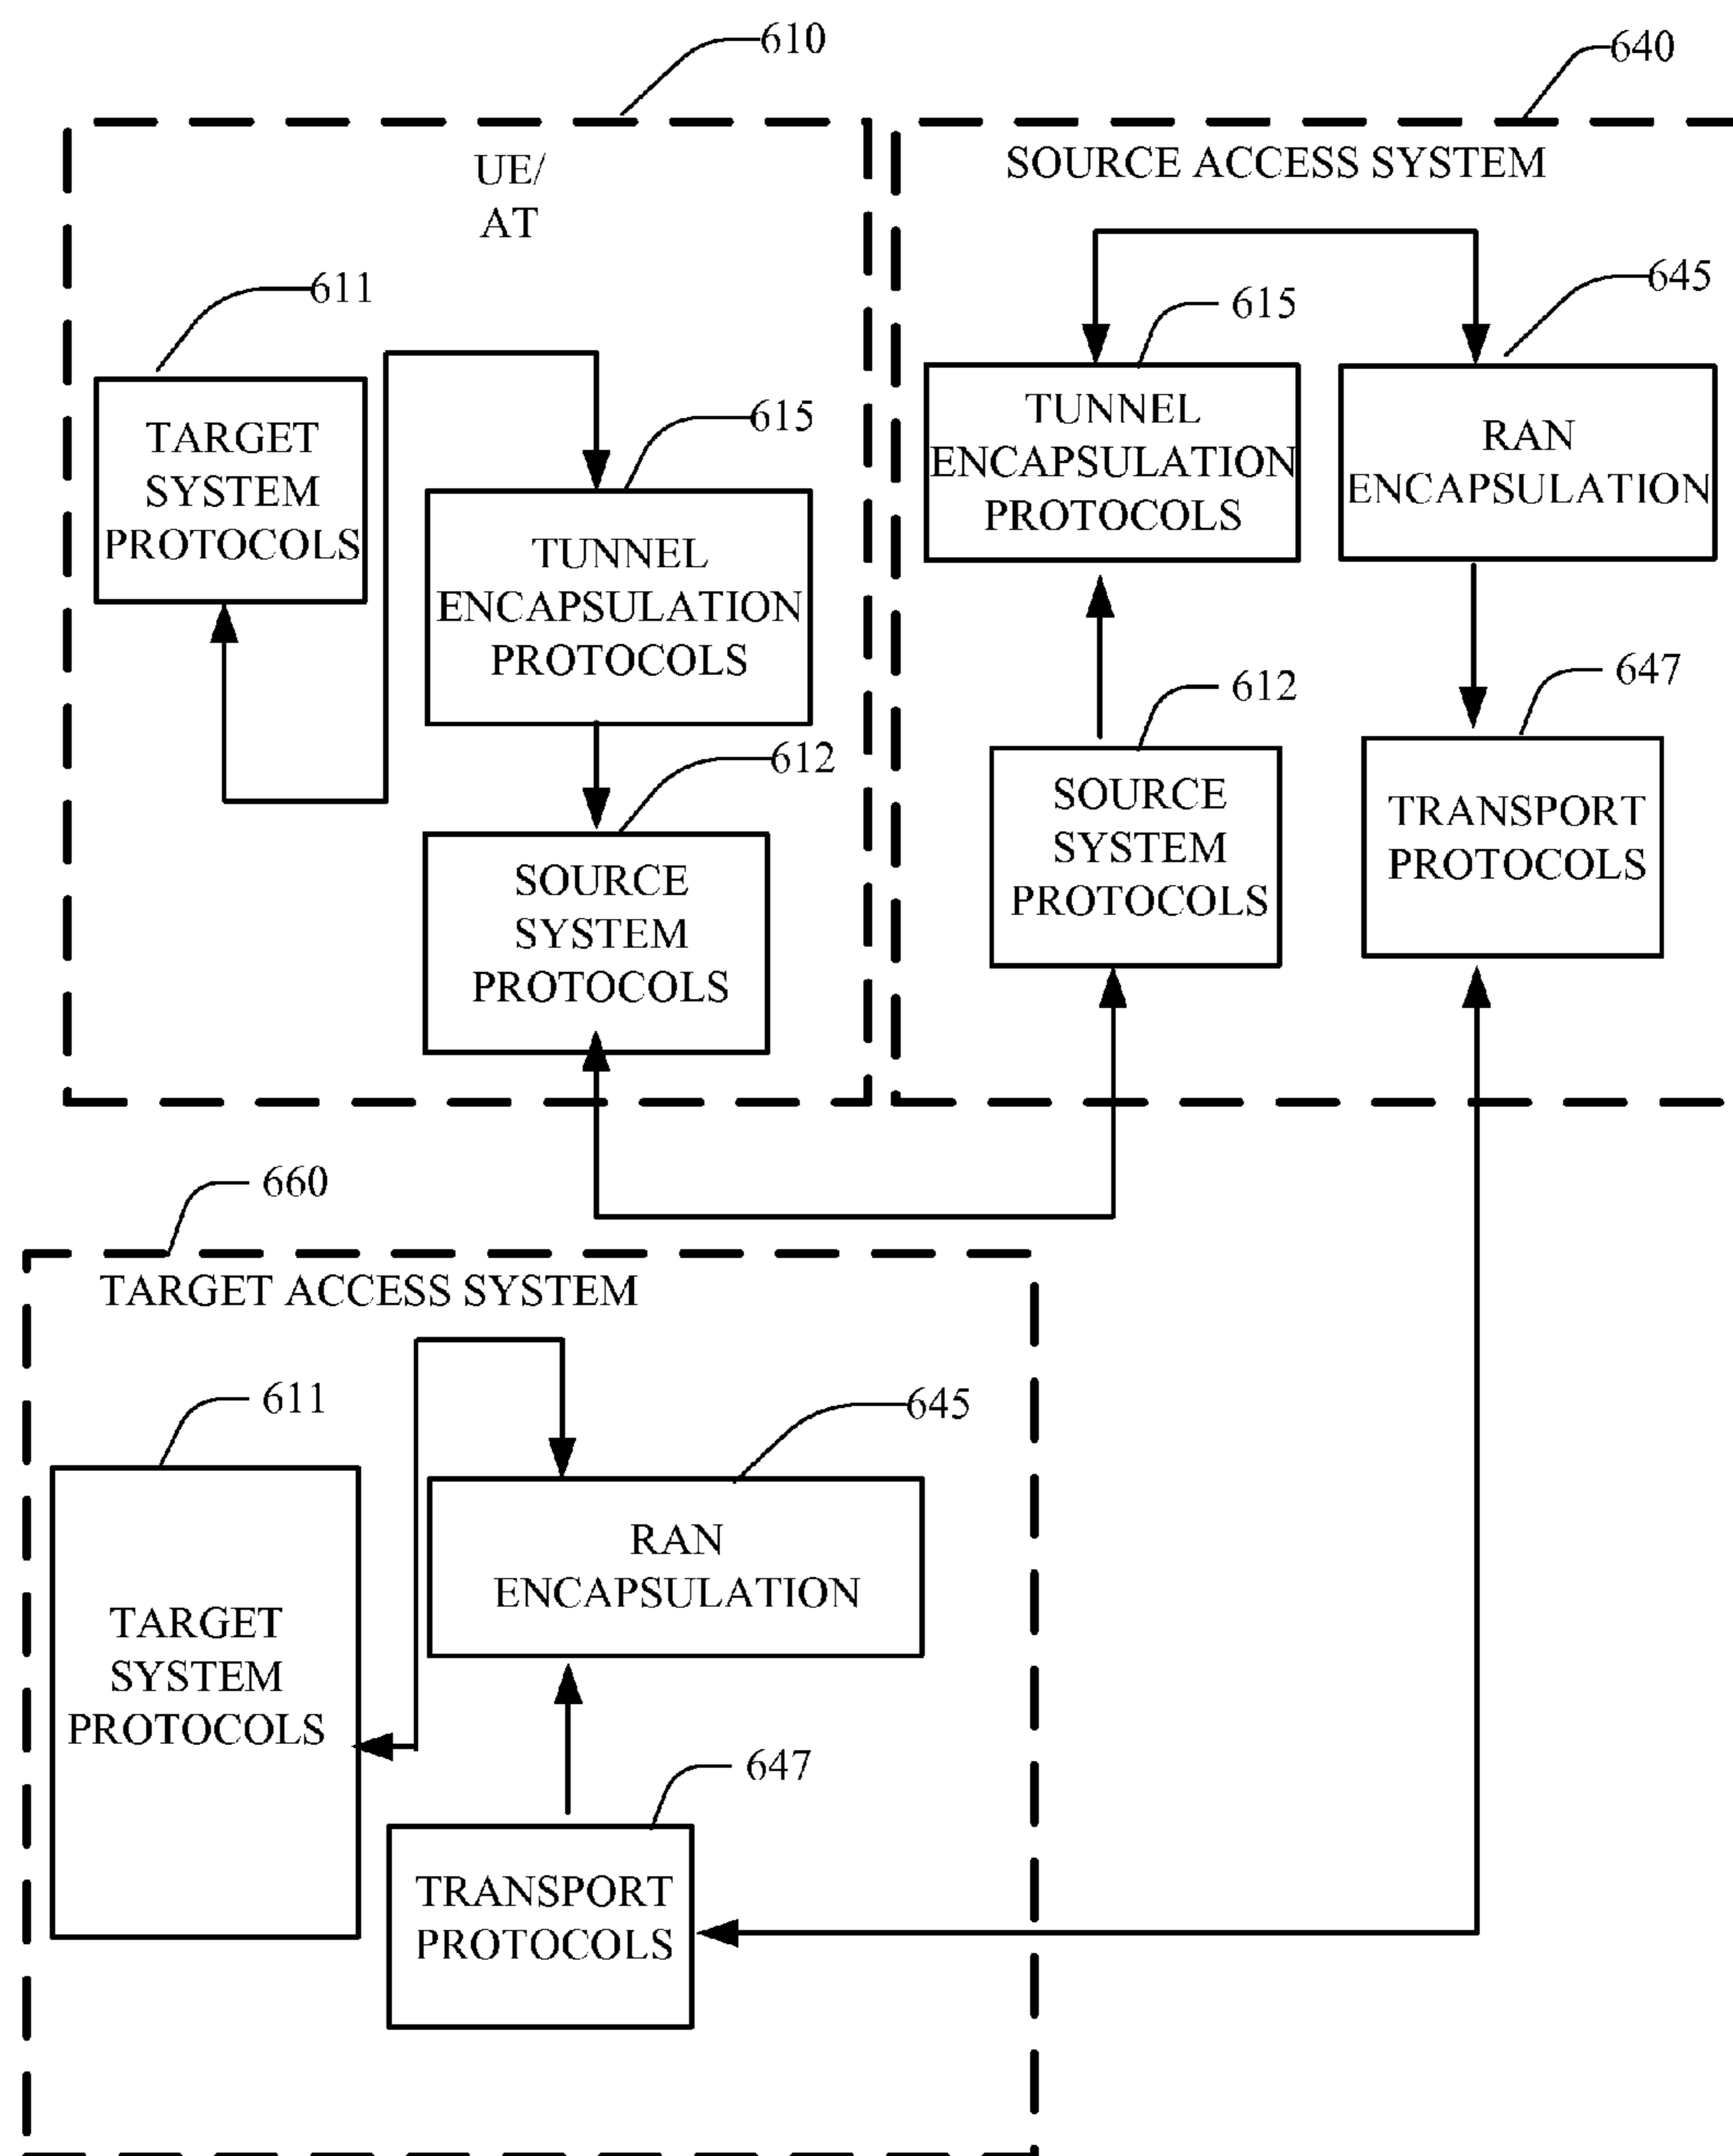 610
640
UE/
AT
SOURCE ACCESS SYSTEM
611
645
615
615
TARGET
SYSTEM
PROTOCOLS
TUNNEL
ENCAPSULATION
PROTOCOLS
TUNNEL
ENCAPSULATION
PROTOCOLS
RAN
ENCAPSULATION
612
612
647
SOURCE
SYSTEM
PROTOCOLS
SOURCE
SYSTEM
PROTOCOLS
TRANSPORT
PROTOCOLS
660
TARGET ACCESS SYSTEM
611
645
TARGET
SYSTEM
PROTOCOLS
RAN
ENCAPSULATION
647
TRANSPORT
PROTOCOLS